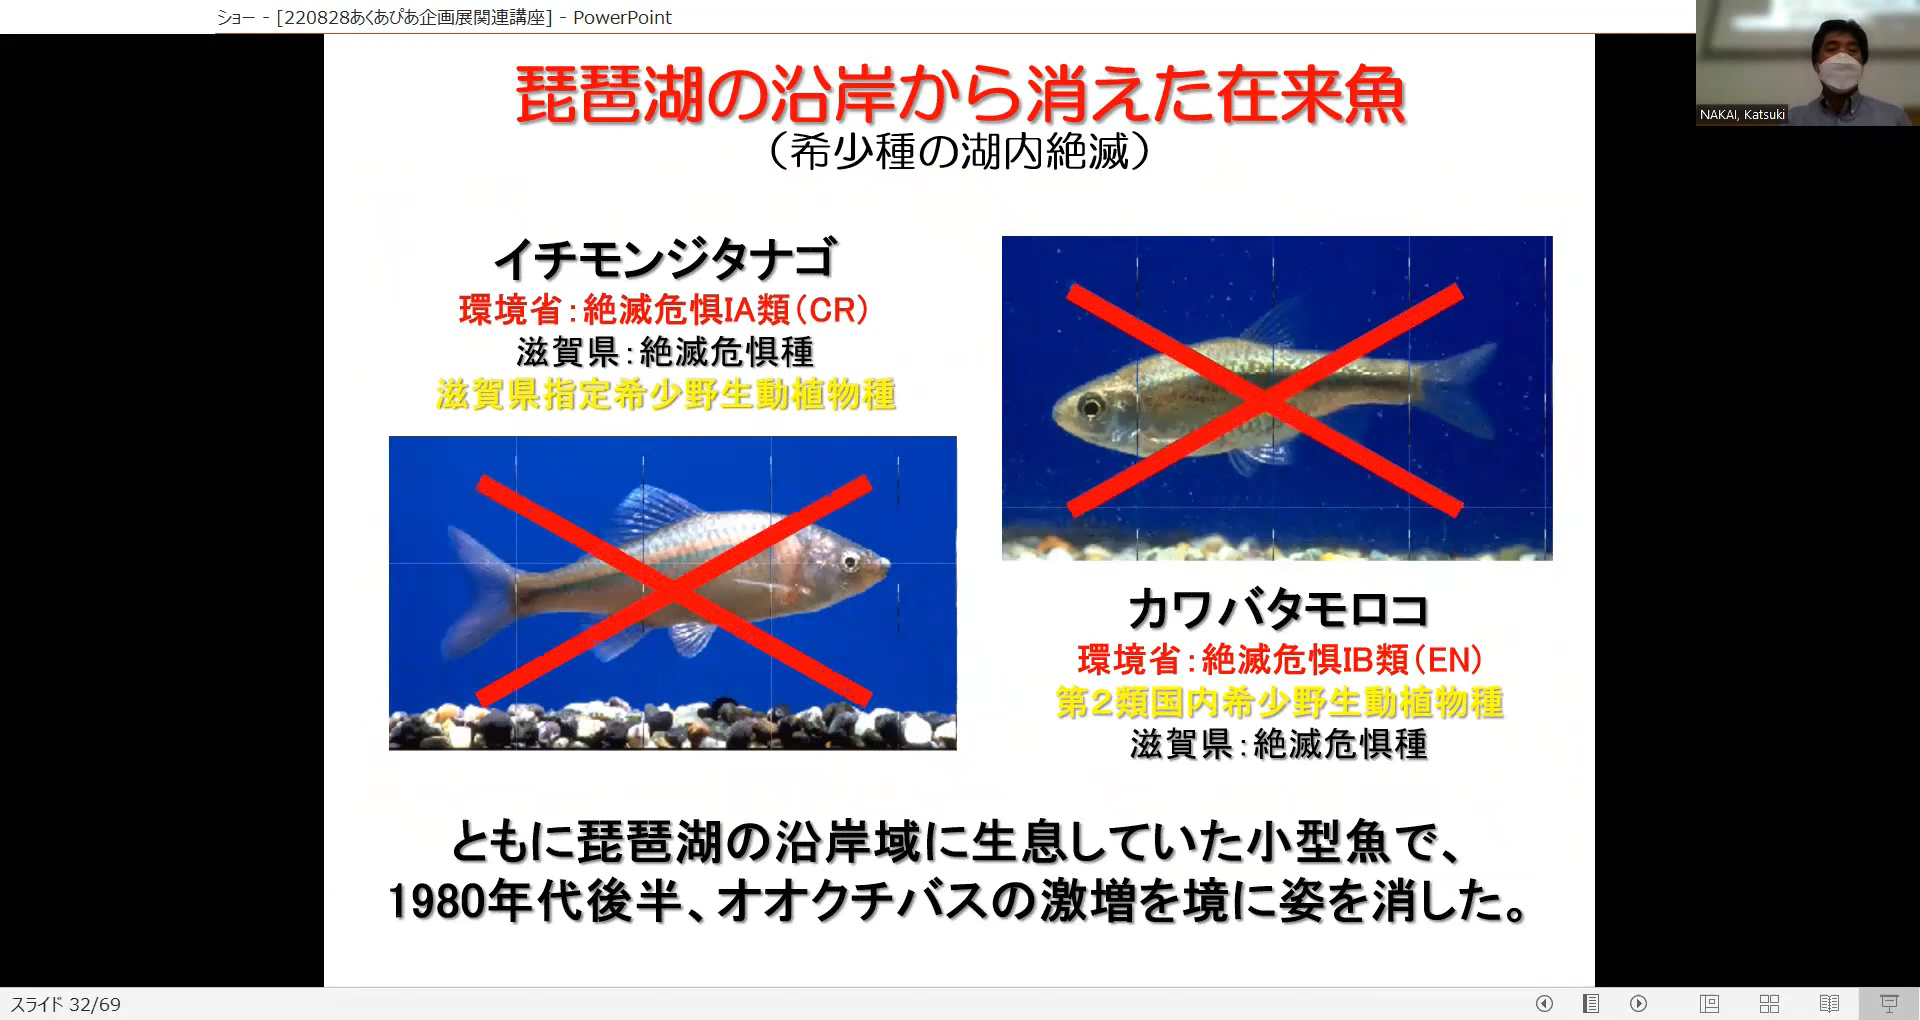 ショー - [220828あくあぴあ企画展関連講座] - PowerPoint
NAKAI, Katsuki
琵琶湖の沿岸から消えた在来魚
（希少種の湖内絶滅）
イチモンジタナゴ
環境省：絶滅危惧IA類（CR）
滋賀県：絶滅危惧種
滋賀県指定希少野生動植物種
カワバタモロコ
環境省：絶滅危惧IB類（EN）
第２類国内希少野生動植物種
滋賀県：絶滅危惧種
ともに琵琶湖の沿岸域に生息していた小型魚で、
1980年代後半、オオクチバスの激増を境に姿を消した。
スライド 32/69